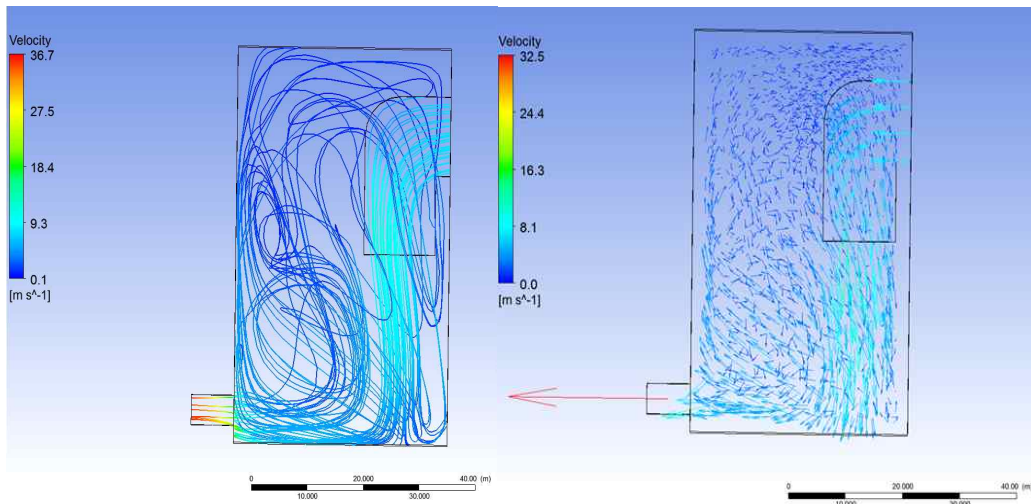 Velocity
36.7
27.5
18.4
9.3
0.1
[m s^-1]
0 20.000 40.00 (m)
10.000 30.000
Velocity
32.5
24.4
16.3
8.1
0.0
[m s^-1]
0 20.000 40.00 (m)
10.000 30.000